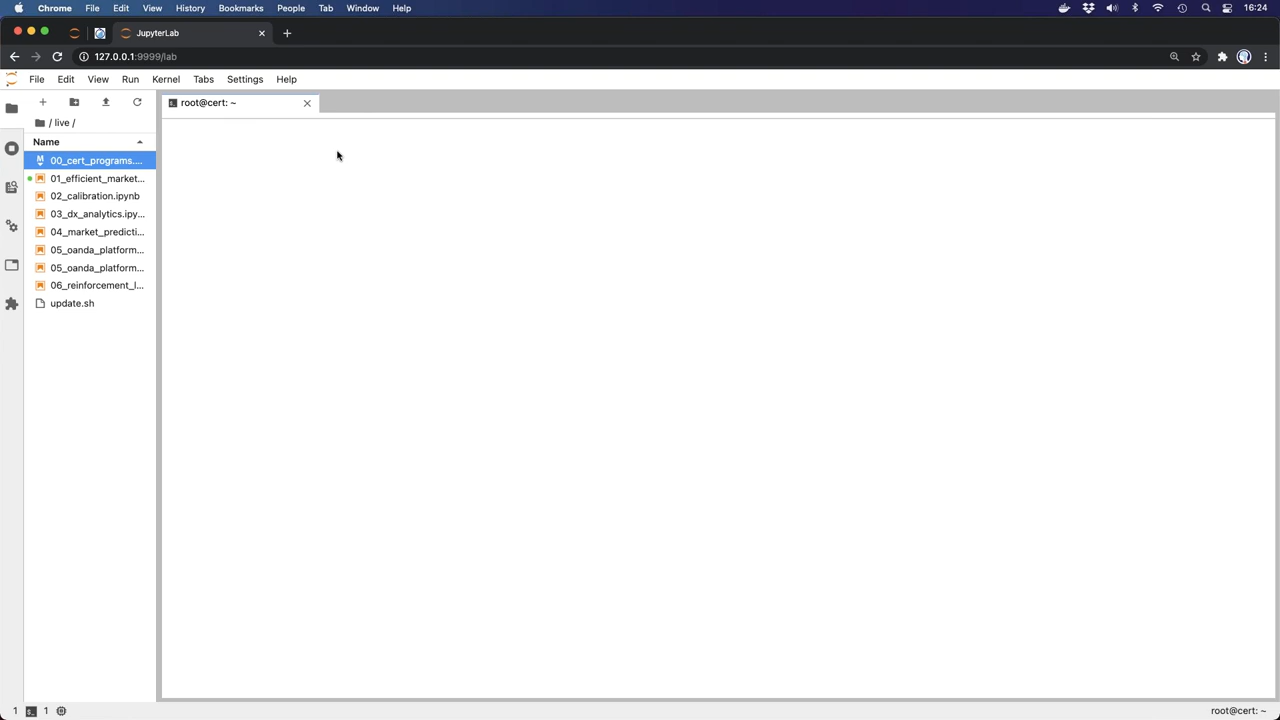 Chrome File Edit View History Bookmarks People Tab Window Help 16:24
JupyterLab
127.0.0.1:9999/lab
File Edit View Run Kernel Tabs Settings Help
root@cert: ~
/ live /
Name
00_cert_programs....
01_efficient_market...
02_calibration.ipynb
03_dx_analytics.ipy...
04_market_predicti...
05_oanda_platform...
05_oanda_platform...
06_reinforcement_l...
update.sh
1 1 root@cert: ~